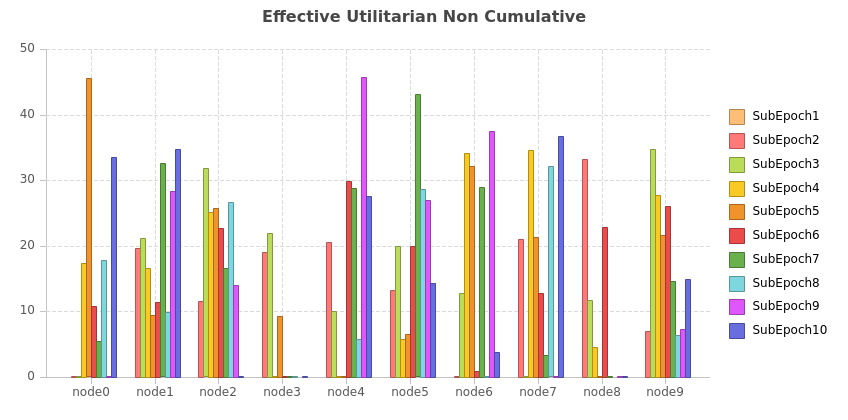 Effective Utilitarian Non Cumulative
50
40
30
20
10
0
node0 node1 node2 node3 node4 node5 node6 node7 node8 node9
SubEpoch1
SubEpoch2
SubEpoch3
SubEpoch4
SubEpoch5
SubEpoch6
SubEpoch7
SubEpoch8
SubEpoch9
SubEpoch10